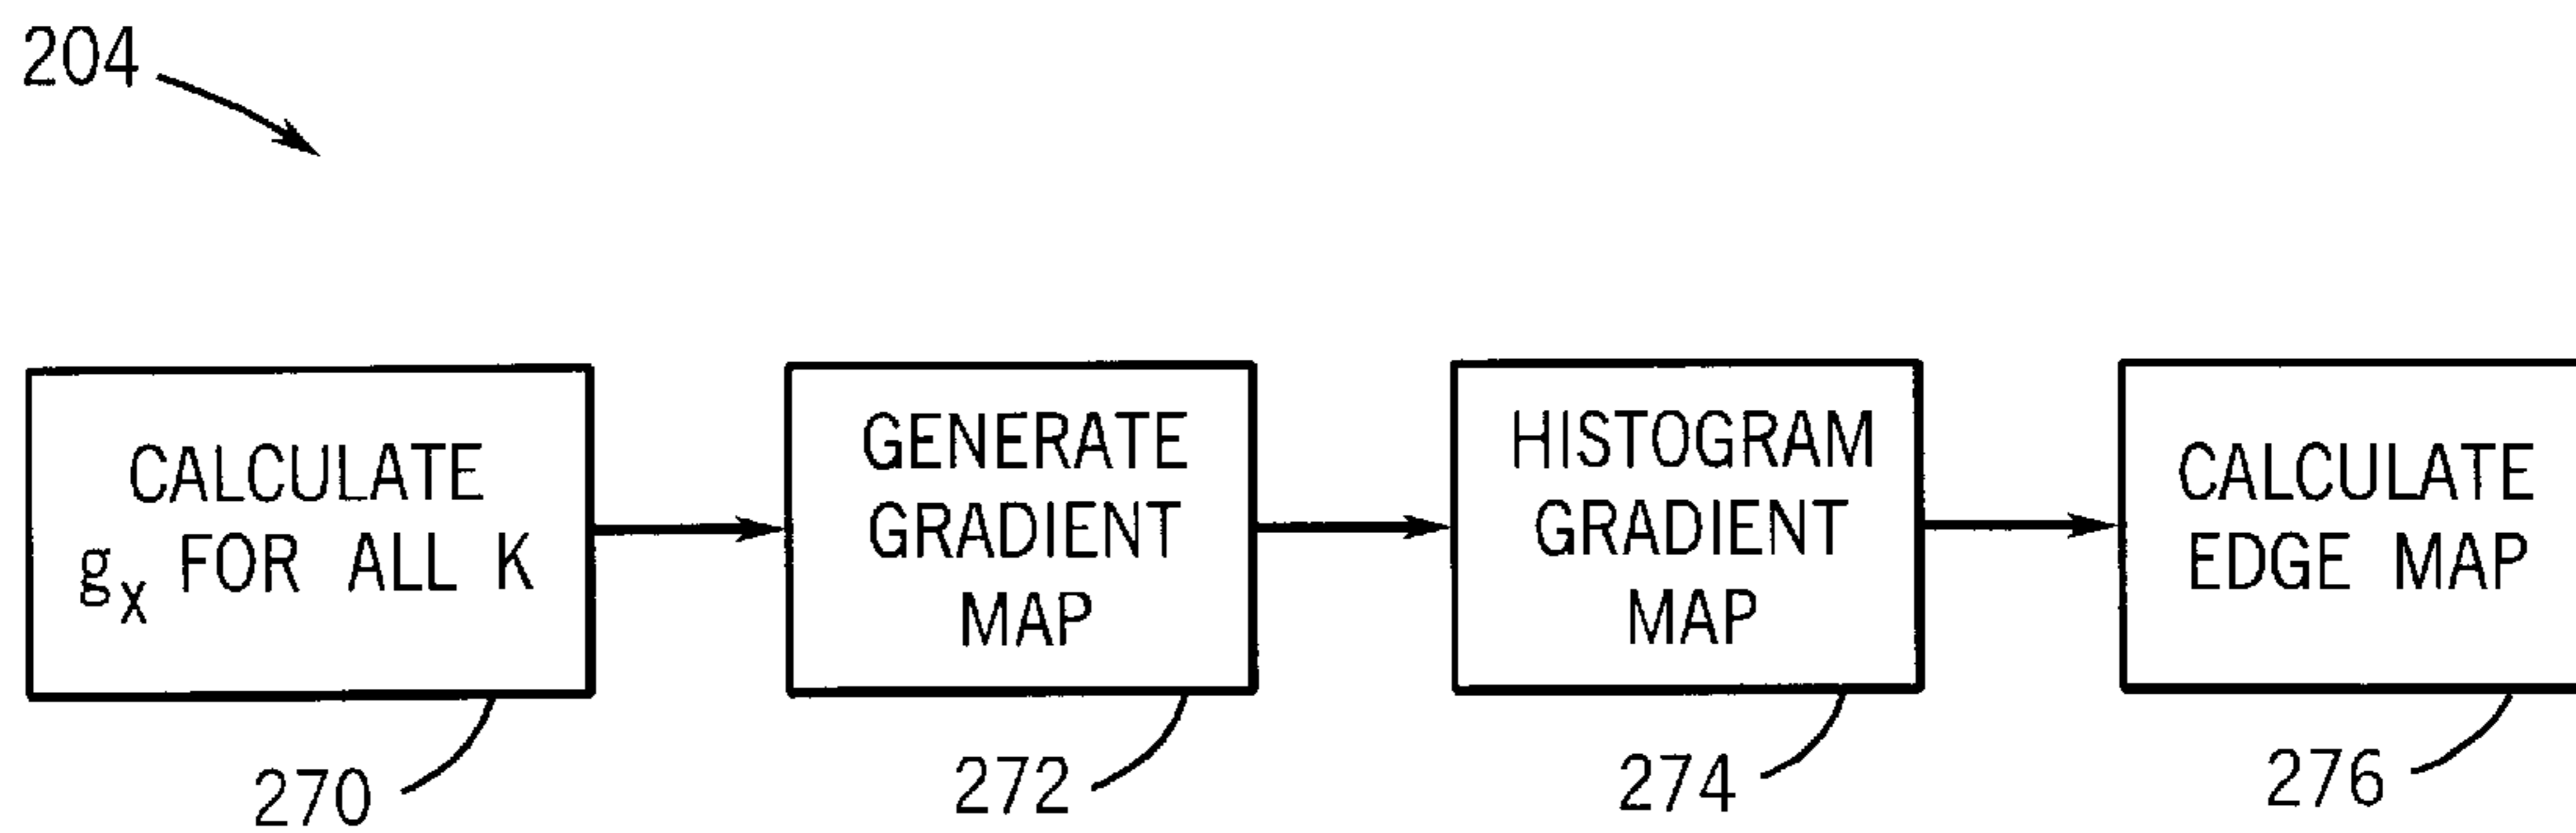 204
CALCULATE
gx FOR ALL K
270
GENERATE
GRADIENT
MAP
272
HISTOGRAM
GRADIENT
MAP
274
CALCULATE
EDGE MAP
276